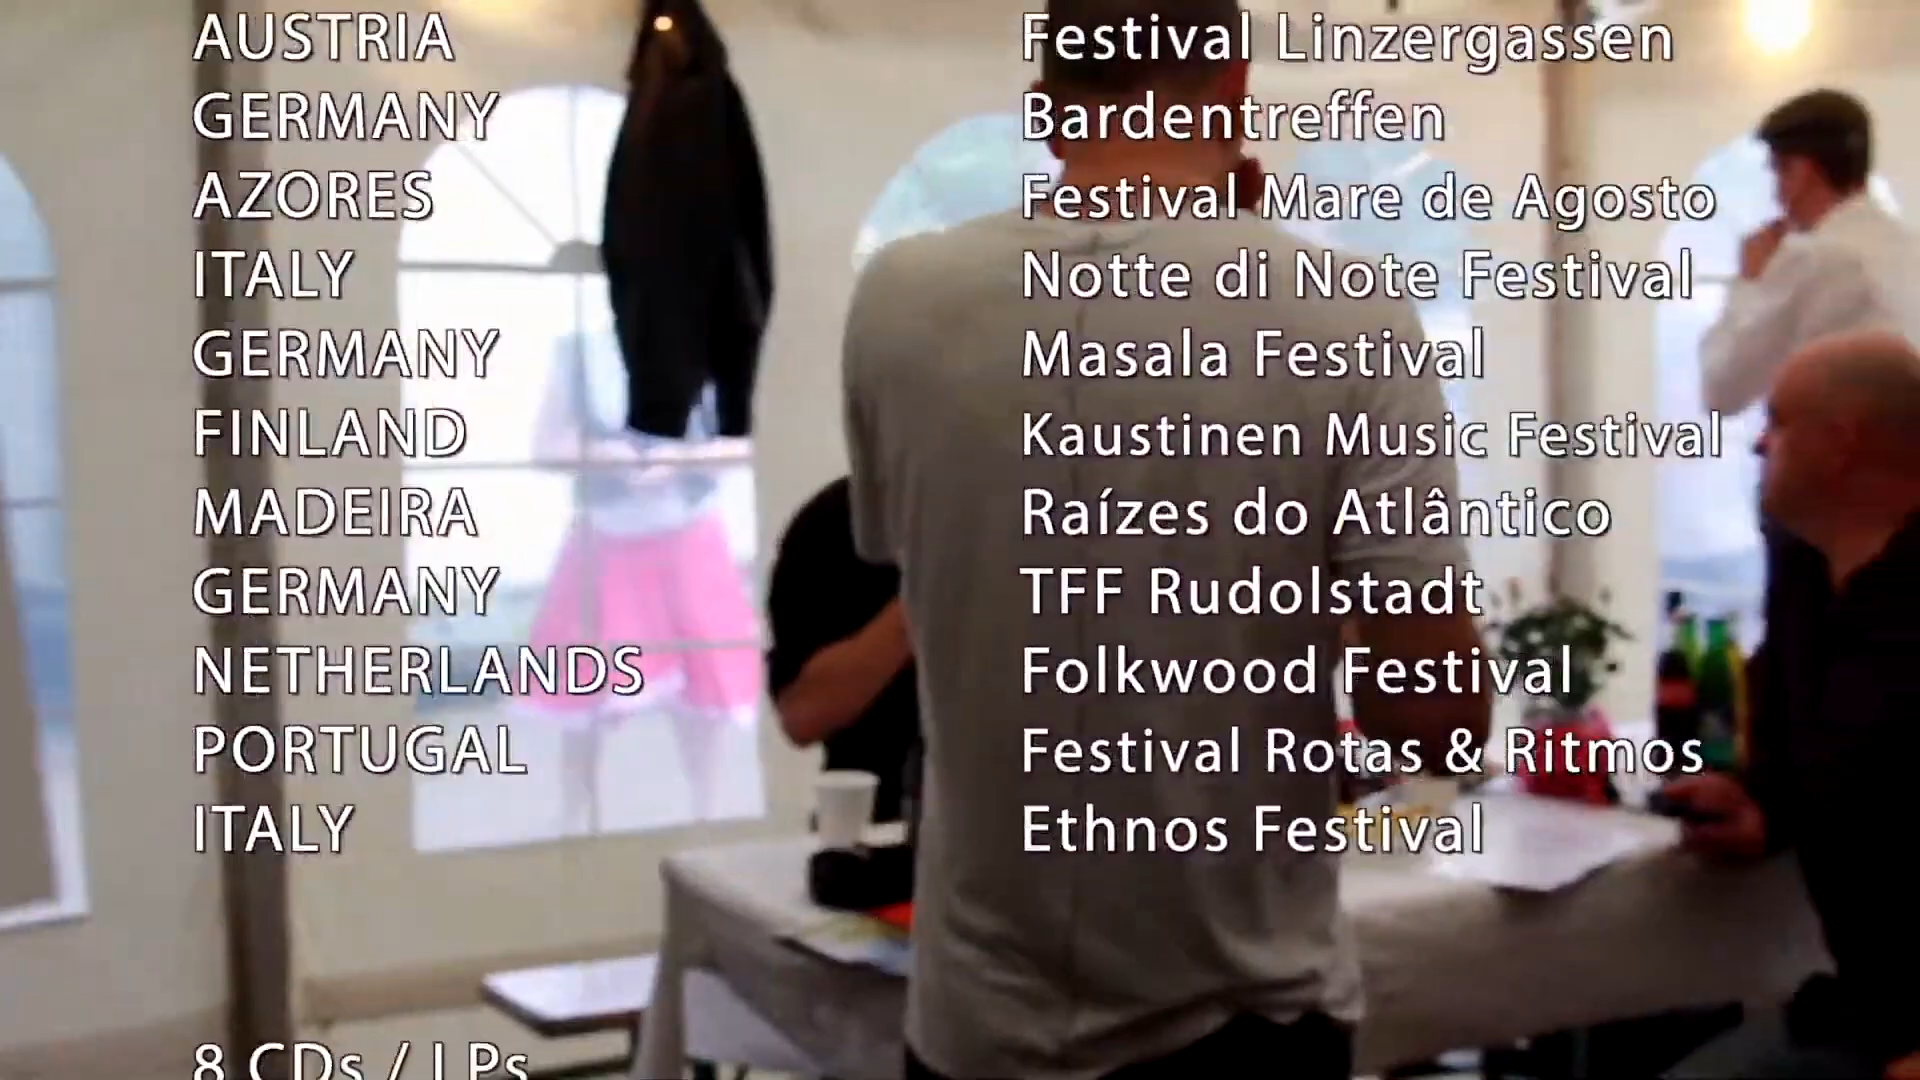 AUSTRIA Festival Linzergassen
GERMANY Bardentreffen
AZORES Festival Mare de Agosto
ITALY Notte di Note Festival
GERMANY Masala Festival
FINLAND Kaustinen Music Festival
MADEIRA Raízes do Atlântico
GERMANY TFF Rudolstadt
NETHERLANDS Folkwood Festival
PORTUGAL Festival Rotas & Ritmos
ITALY Ethnos Festival
8 CDs / LPs